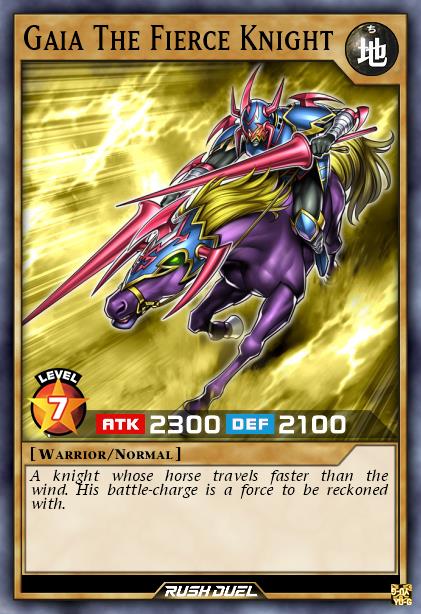 GAIA THE FIERCE KNIGHT
ち
地
LEVEL
7
ATK 2300 DEF 2100
[WARRIOR/NORMAL]
A knight whose horse travels faster than the
wind. His battle-charge is a force to be reckoned
with.
RUSH DUEL